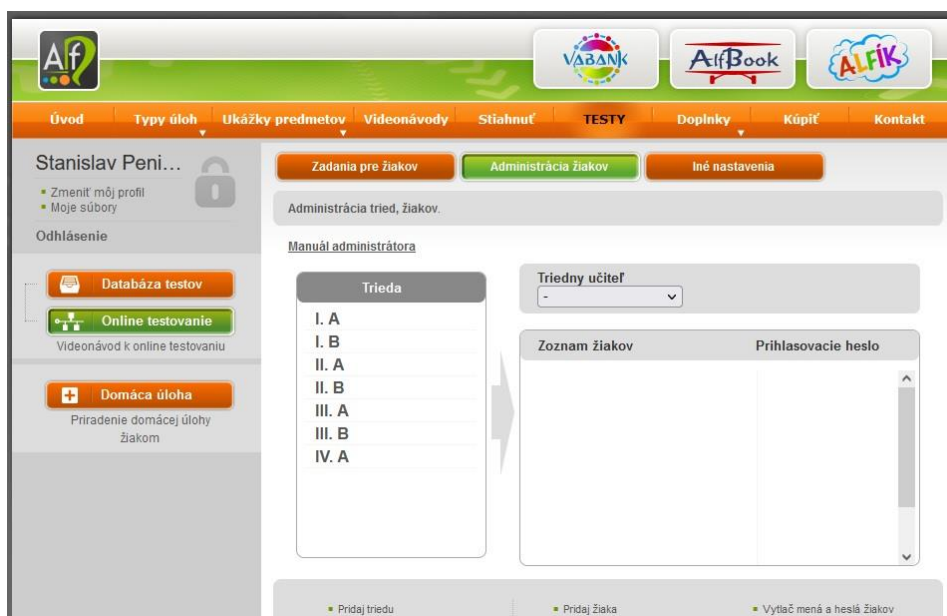 Alf
VABANK
AlfBook
ALFÍK
Úvod
Typy úloh
Ukážky predmetov
Videonávody
Stiahnuť
TESTY
Doplnky
Kúpiť
Kontakt
Stanislav Peni...
Zmeniť môj profil
Moje súbory
Odhlásenie
Databáza testov
Online testovanie
Videonávod k online testovaniu
Domáca úloha
Priradenie domácej úlohy
žiakom
Zadania pre žiakov
Administrácia žiakov
Iné nastavenia
Administrácia tried, žiakov.
Manuál administrátora
Trieda
I. A
I. B
II. A
II. B
III. A
III. B
IV. A
Triedny učiteľ
-
Zoznam žiakov
Prihlasovacie heslo
Pridaj triedu
Pridaj žiaka
Vytlač mená a heslá žiakov